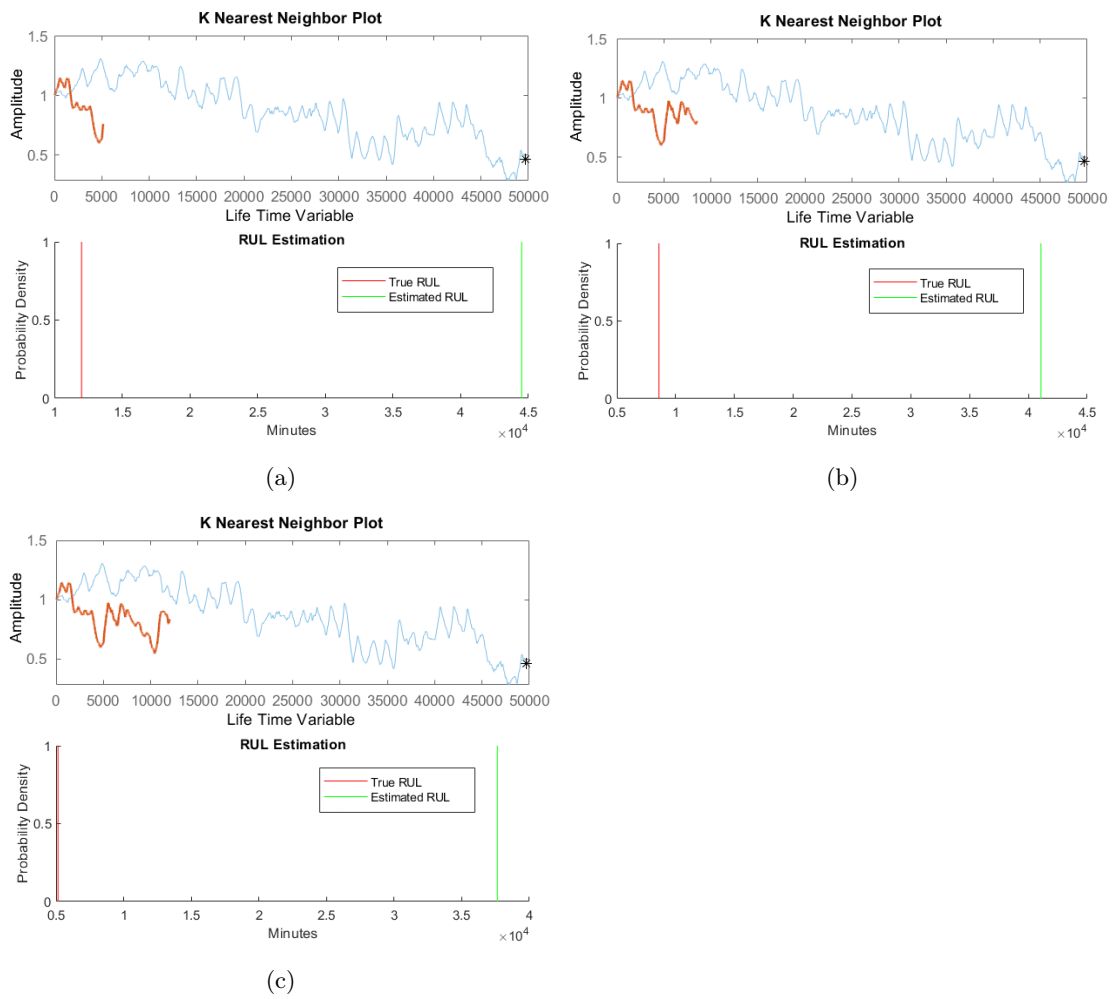 K Nearest Neighbor Plot
1.5
1
0.5
Amplitude
0 5000 10000 15000 20000 25000 30000 35000 40000 45000 50000
Life Time Variable
RUL Estimation
1
0.5
0
Probability Density
True RUL
Estimated RUL
1 1.5 2 2.5 3 3.5 4 4.5
Minutes
×10⁴
(a)
K Nearest Neighbor Plot
1.5
1
0.5
Amplitude
0 5000 10000 15000 20000 25000 30000 35000 40000 45000 50000
Life Time Variable
RUL Estimation
1
0.5
0
Probability Density
True RUL
Estimated RUL
0.5 1 1.5 2 2.5 3 3.5 4 4.5
Minutes
×10⁴
(b)
K Nearest Neighbor Plot
1.5
1
0.5
Amplitude
0 5000 10000 15000 20000 25000 30000 35000 40000 45000 50000
Life Time Variable
RUL Estimation
1
0.5
0
Probability Density
True RUL
Estimated RUL
0.5 1 1.5 2 2.5 3 3.5 4
Minutes
×10⁴
(c)